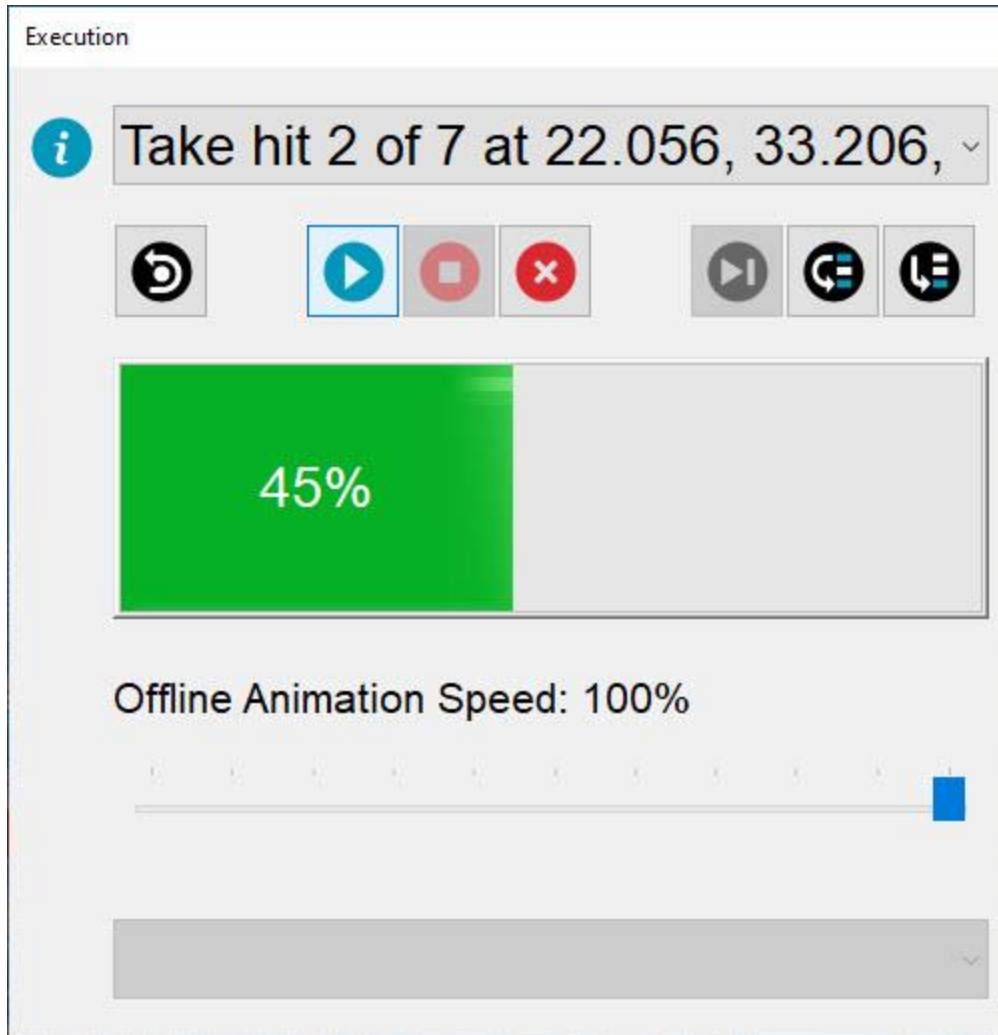 Execution
Take hit 2 of 7 at 22.056, 33.206,
45%
Offline Animation Speed: 100%